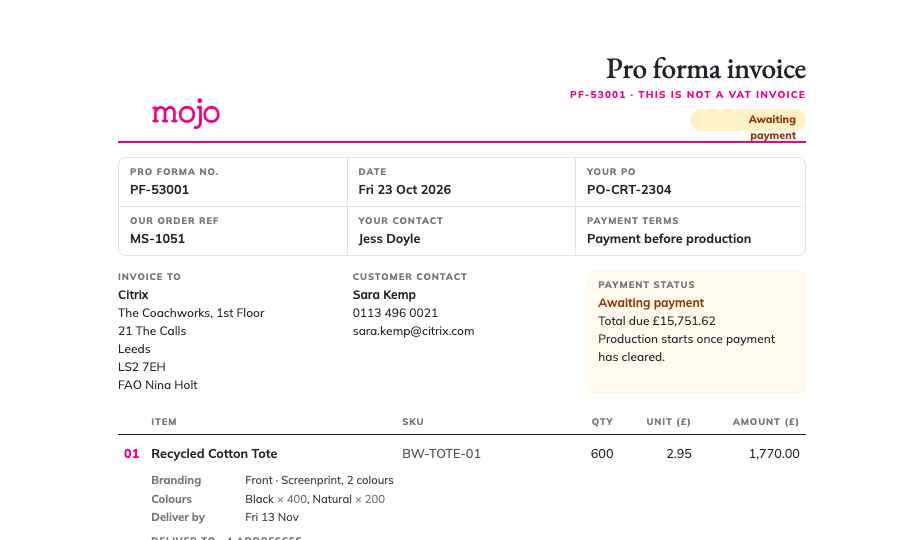 Pro forma invoice
PF-53001 · THIS IS NOT A VAT INVOICE
mojo
Awaiting
payment
PRO FORMA NO.
PF-53001
DATE
Fri 23 Oct 2026
YOUR PO
PO-CRT-2304
OUR ORDER REF
MS-1051
YOUR CONTACT
Jess Doyle
PAYMENT TERMS
Payment before production
INVOICE TO
Citrix
The Coachworks, 1st Floor
21 The Calls
Leeds
LS2 7EH
FAO Nina Holt
CUSTOMER CONTACT
Sara Kemp
0113 496 0021
sara.kemp@citrix.com
PAYMENT STATUS
Awaiting payment
Total due £15,751.62
Production starts once payment
has cleared.
ITEM SKU QTY UNIT (£) AMOUNT (£)
01 Recycled Cotton Tote BW-TOTE-01 600 2.95 1,770.00
Branding Front · Screenprint, 2 colours
Colours Black × 400, Natural × 200
Deliver by Fri 13 Nov
DELIVER TO · 4 ADDRESSES